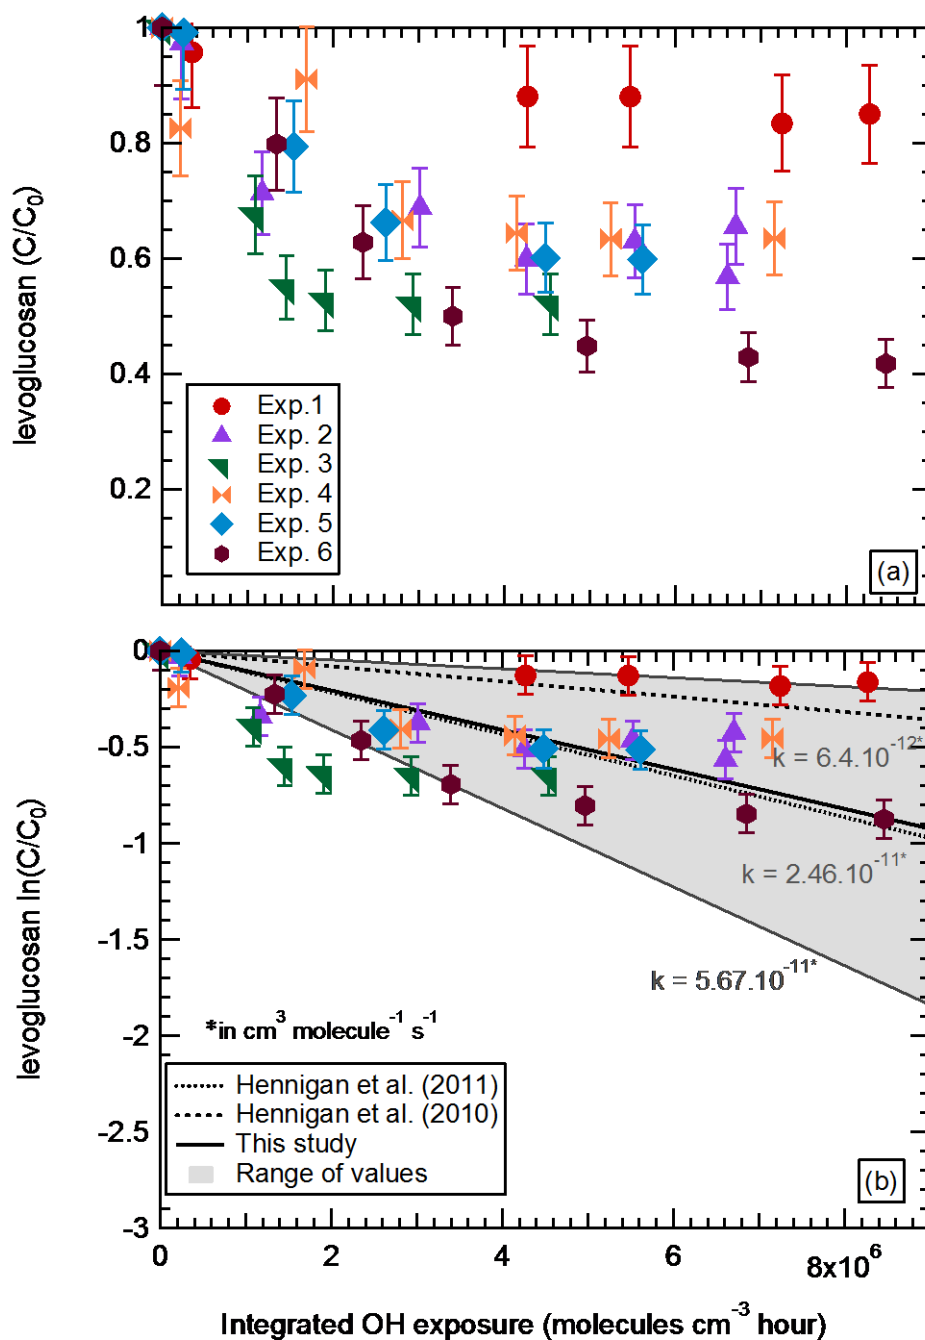 levoglucosan (C/C0)
1
0.8
0.6
0.4
0.2
Exp.1
Exp. 2
Exp. 3
Exp. 4
Exp. 5
Exp. 6
(a)
levoglucosan ln(C/C0)
0
-0.5
-1
-1.5
-2
-2.5
-3
k = 6.4.10-12*
k = 2.46.10-11*
k = 5.67.10-11*
*in cm3 molecule-1 s-1
Hennigan et al. (2011)
Hennigan et al. (2010)
This study
Range of values
(b)
0
2
4
6
8x10^6
Integrated OH exposure (molecules cm-3 hour)